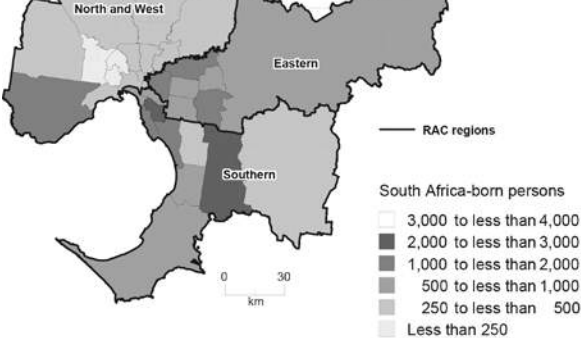 North and West
Eastern
RAC regions
Southern
South Africa-born persons
3,000 to less than 4,000
2,000 to less than 3,000
1,000 to less than 2,000
500 to less than 1,000
250 to less than 500
Less than 250
0 30
km